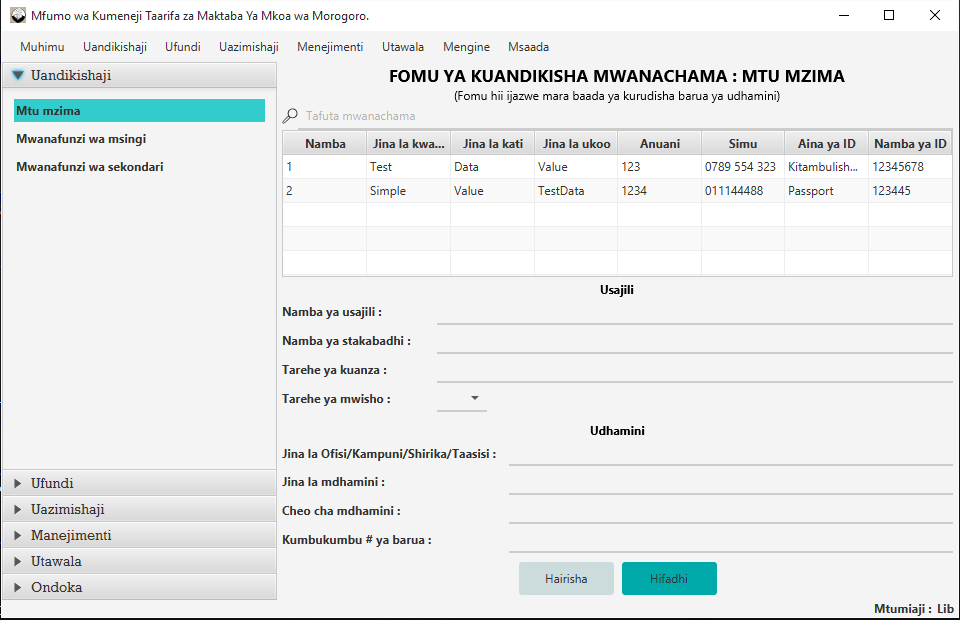 Mfumo wa Kumeneji Taarifa za Maktaba Ya Mkoa wa Morogoro.
Muhimu Uandikishaji Ufundi Uazimishaji Menejimenti Utawala Mengine Msaada
Uandikishaji
Mtu mzima
Mwanafunzi wa msingi
Mwanafunzi wa sekondari
Ufundi
Uazimishaji
Manejimenti
Utawala
Ondoka
FOMU YA KUANDIKISHA MWANACHAMA : MTU MZIMA
(Fomu hii ijazwe mara baada ya kurudisha barua ya udhamini)
Tafuta mwanachama
Namba Jina la kwa... Jina la kati Jina la ukoo Anuani Simu Aina ya ID Namba ya ID
1 Test Data Value 123 0789 554 323 Kitambulish... 12345678
2 Simple Value TestData 1234 011144488 Passport 123445
Usajili
Namba ya usajili :
Namba ya stakabadhi :
Tarehe ya kuanza :
Tarehe ya mwisho :
Udhamini
Jina la Ofisi/Kampuni/Shirika/Taasisi :
Jina la mdhamini :
Cheo cha mdhamini :
Kumbukumbu # ya barua :
Hairisha Hifadhi
Mtumiaji : Lib